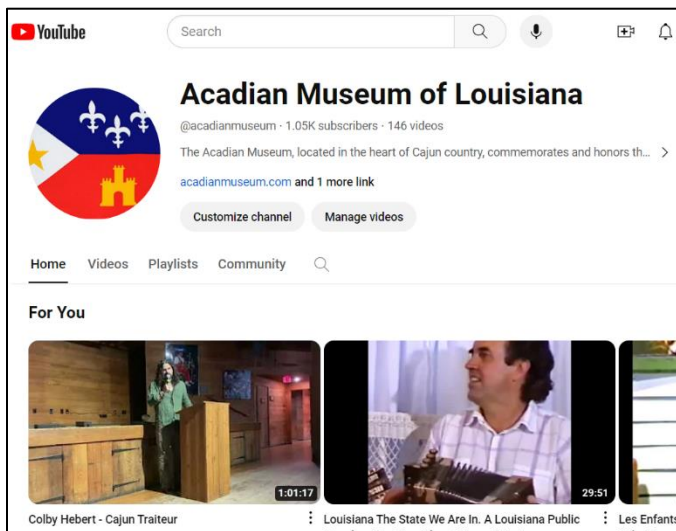 YouTube
Search
Acadian Museum of Louisiana
@acadianmuseum · 1.05K subscribers · 146 videos
The Acadian Museum, located in the heart of Cajun country, commemorates and honors th...
acadianmuseum.com and 1 more link
Customize channel Manage videos
Home Videos Playlists Community
For You
1:01:17 29:51
Colby Hebert - Cajun Traiteur Louisiana The State We Are In. A Louisiana Public Les Enfants